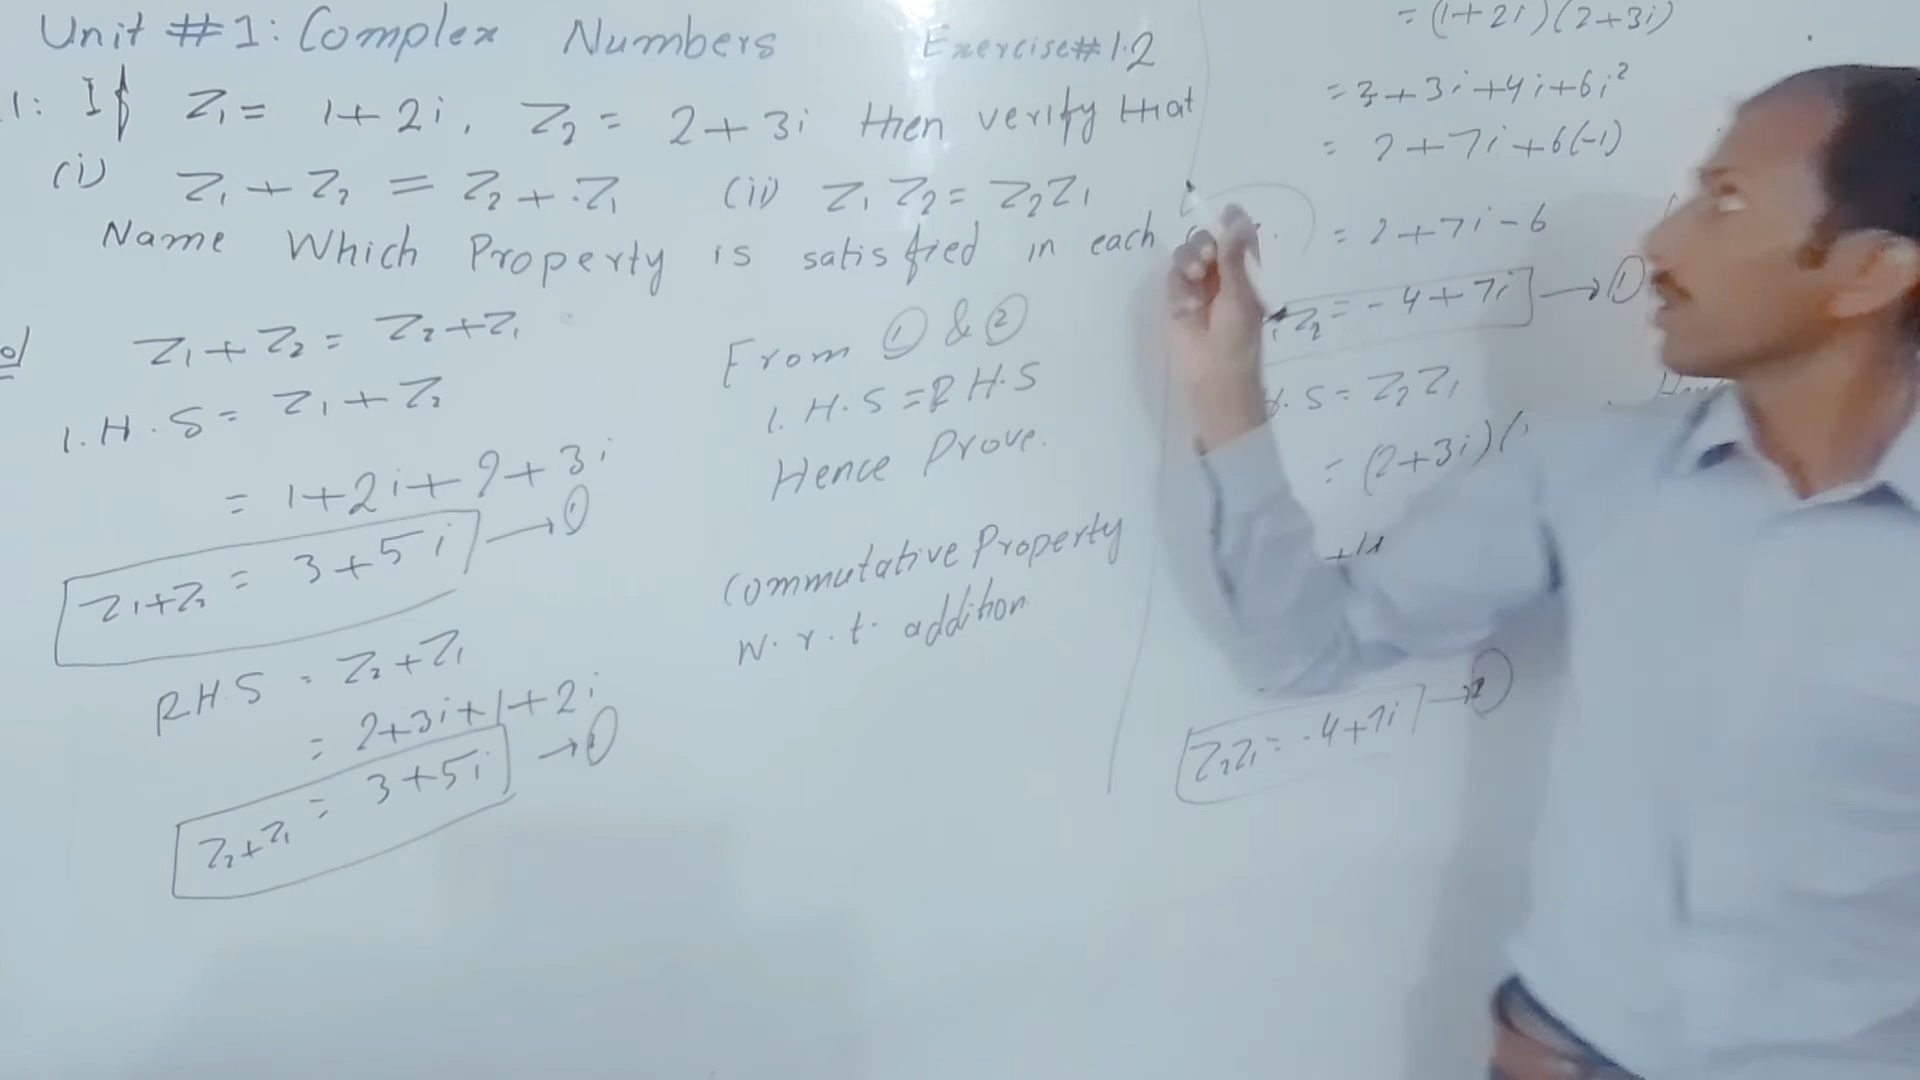 Unit #1: Complex Numbers Exercise#1.2
1: If Z₁ = 1+2i, Z₂ = 2+3i then verify that
(i) Z₁+Z₂ = Z₂+Z₁ (ii) Z₁Z₂ = Z₂Z₁
Name Which Property is satisfied in each
Z₁+Z₂ = Z₂+Z₁
L.H.S = Z₁+Z₂
= 1+2i+2+3i
Z₁+Z₂ = 3+5i → ①
R.H.S = Z₂+Z₁
= 2+3i+1+2i
Z₂+Z₁ = 3+5i →
From ① & ②
L.H.S = R.H.S
Hence Prove.
Commutative Property
w.r.t. addition
= (1+2i)(2+3i)
= 2+3i+4i+6i²
= 2+7i+6(-1)
= 2+7i-6
Z₂ = -4+7i → ①
.S = Z₂Z₁
= (2+3i)(
Z₂Z₁ = -4+7i → ②